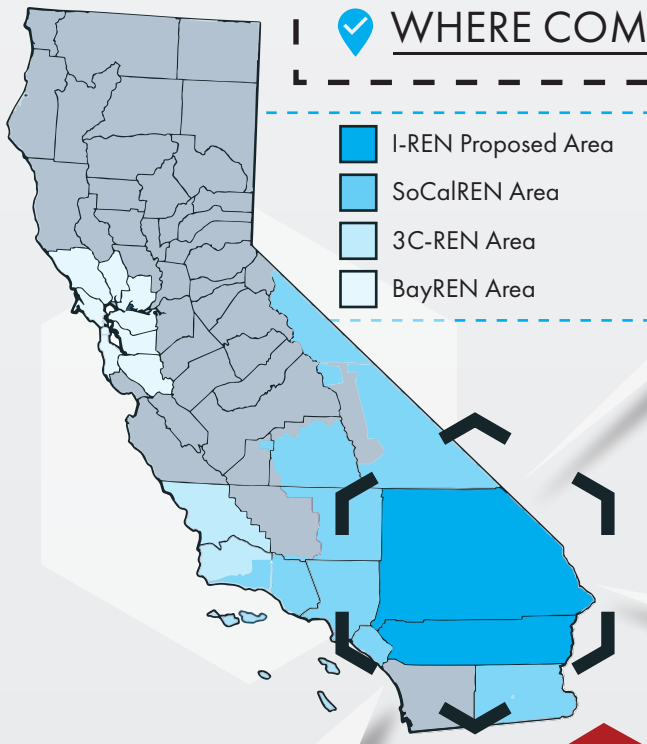 WHERE COM
I-REN Proposed Area
SoCalREN Area
3C-REN Area
BayREN Area